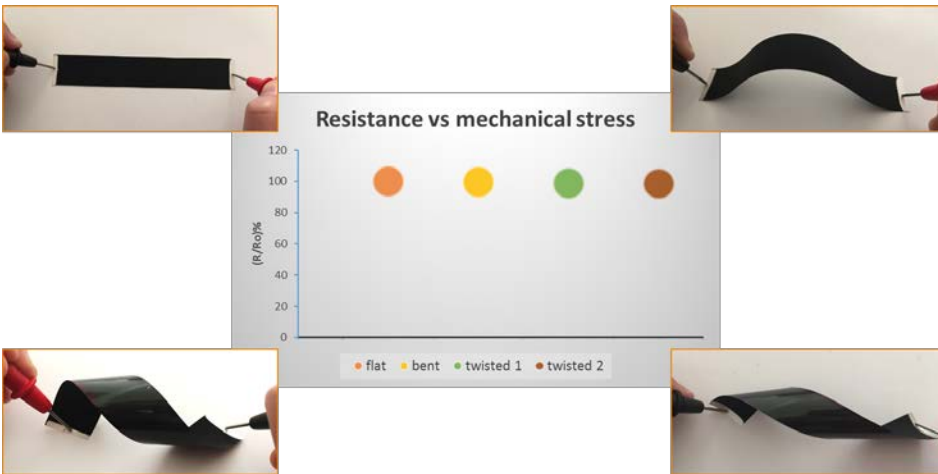 Resistance vs mechanical stress
120
100
80
60
40
20
0
(R/Ro)%
flat bent twisted 1 twisted 2